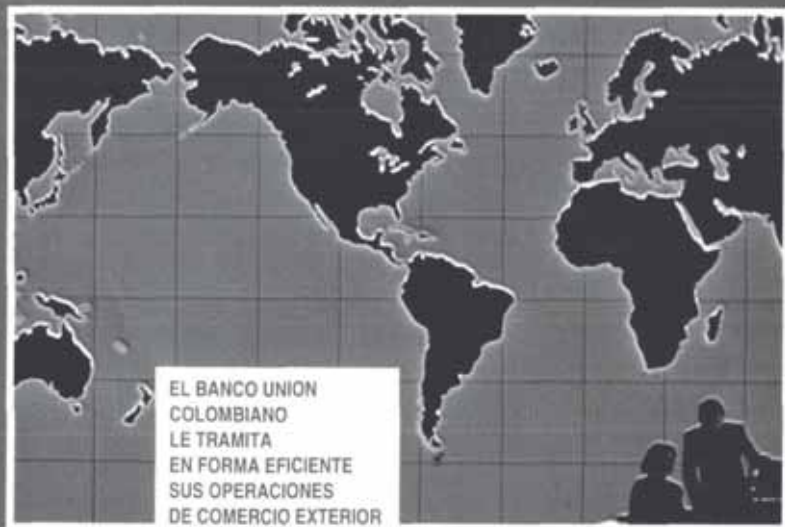 EL BANCO UNION
COLOMBIANO
LE TRAMITA
EN FORMA EFICIENTE
SUS OPERACIONES
DE COMERCIO EXTERIOR